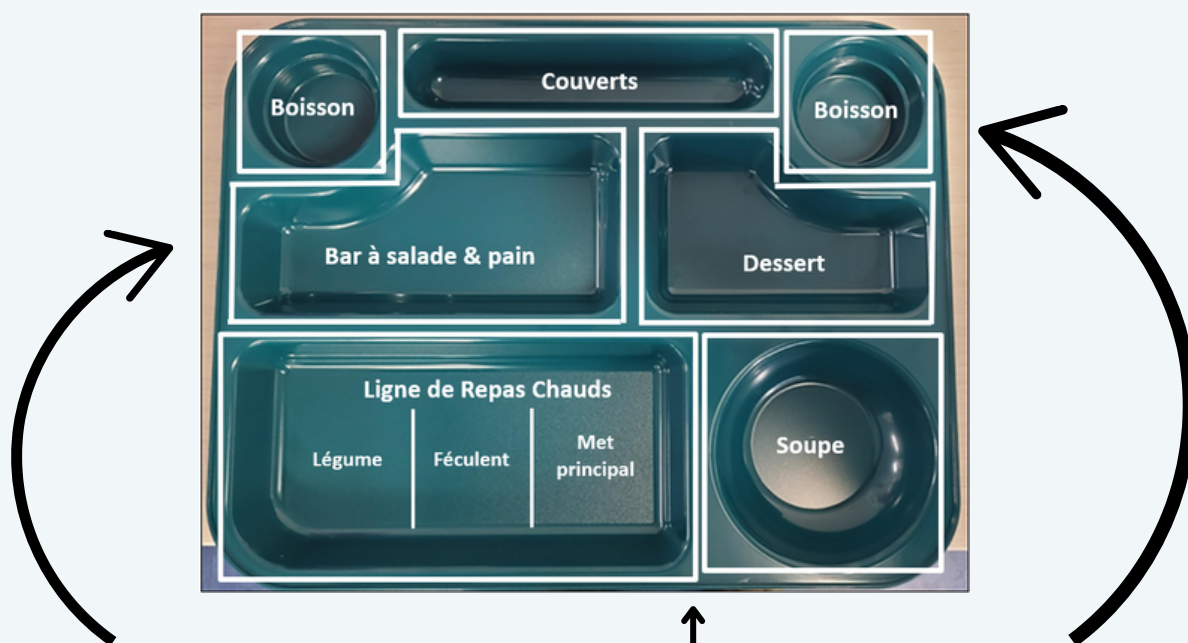 Couverts
Boisson
Boisson
Bar à salade & pain
Dessert
Ligne de Repas Chauds
Légume
Féculent
Met
principal
Soupe